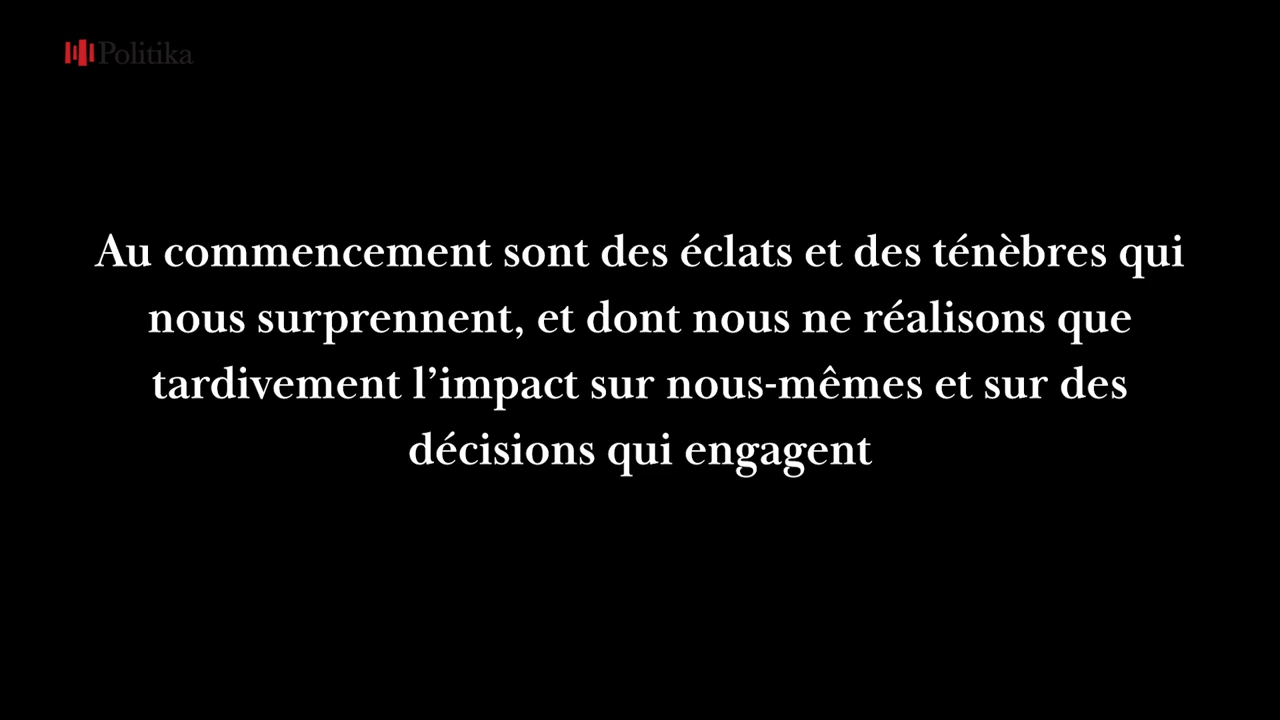 Politika
Au commencement sont des éclats et des ténèbres qui
nous surprennent, et dont nous ne réalisons que
tardivement l’impact sur nous-mêmes et sur des
décisions qui engagent